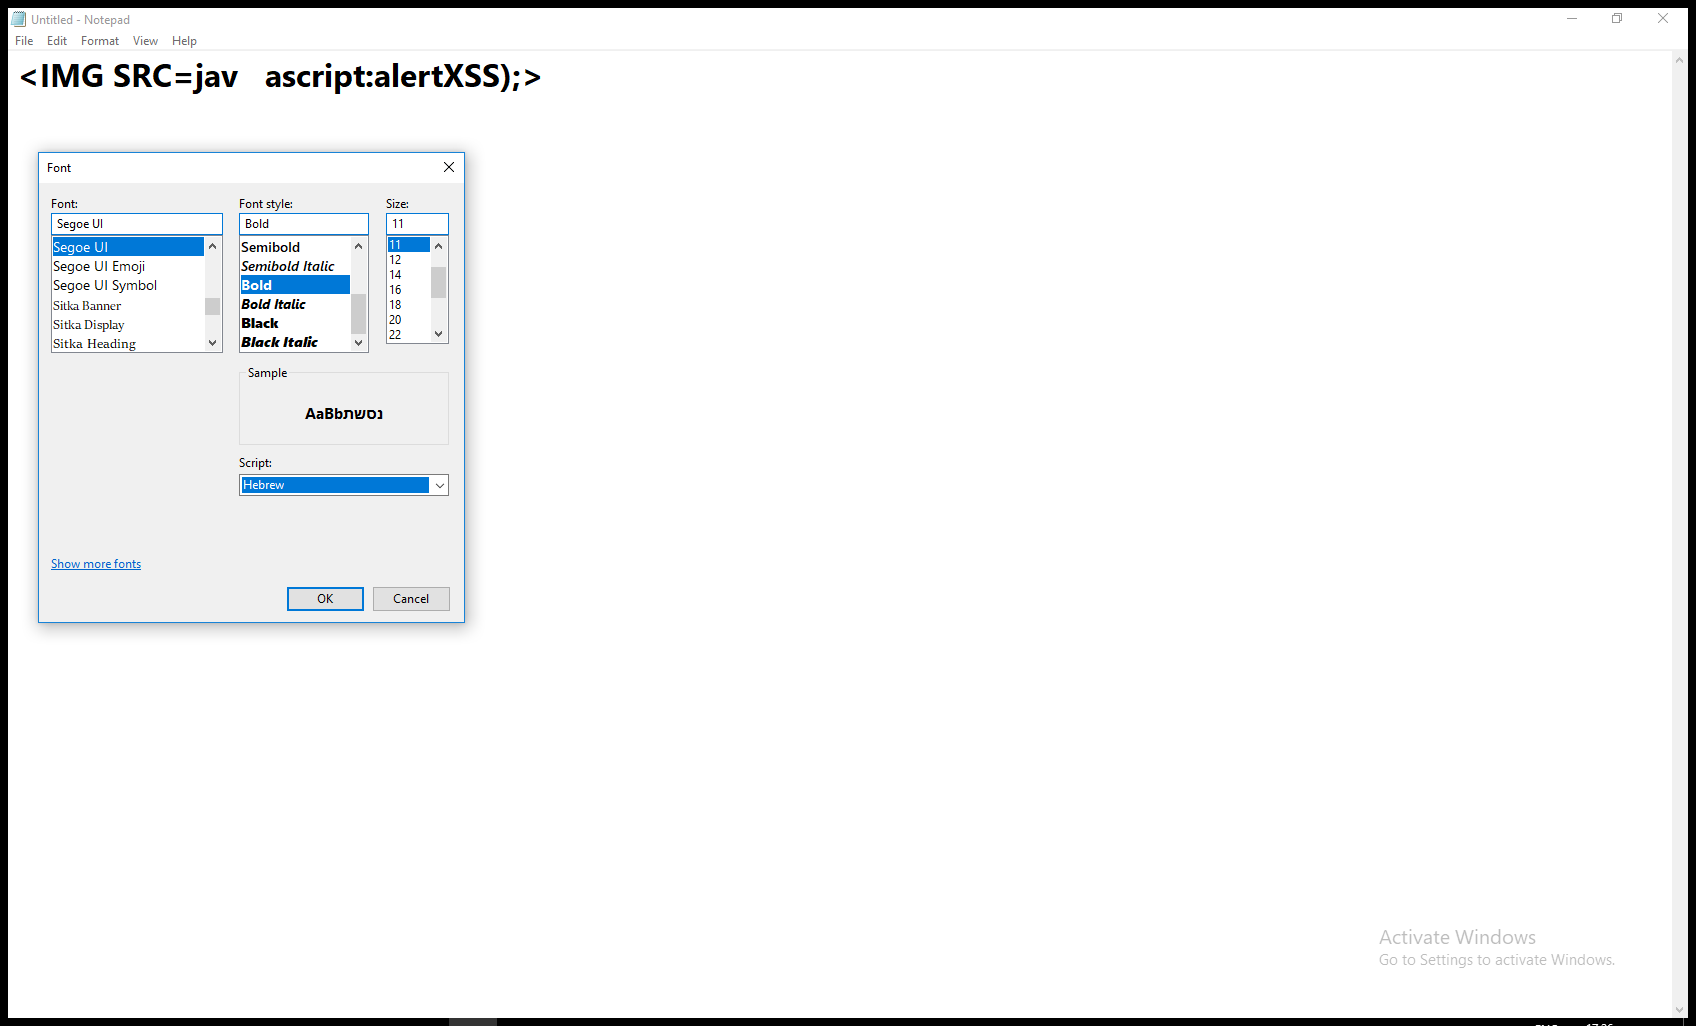 Untitled - Notepad
File Edit Format View Help
<IMG SRC=jav   ascript:alertXSS);>
Font
Font: Font style: Size:
Segoe UI Bold 11
Segoe UI
Segoe UI Emoji
Segoe UI Symbol
Sitka Banner
Sitka Display
Sitka Heading
Semibold
Semibold Italic
Bold
Bold Italic
Black
Black Italic
11
12
14
16
18
20
22
Sample
AaBbנסשת
Script:
Hebrew
Show more fonts
OK Cancel
Activate Windows
Go to Settings to activate Windows.